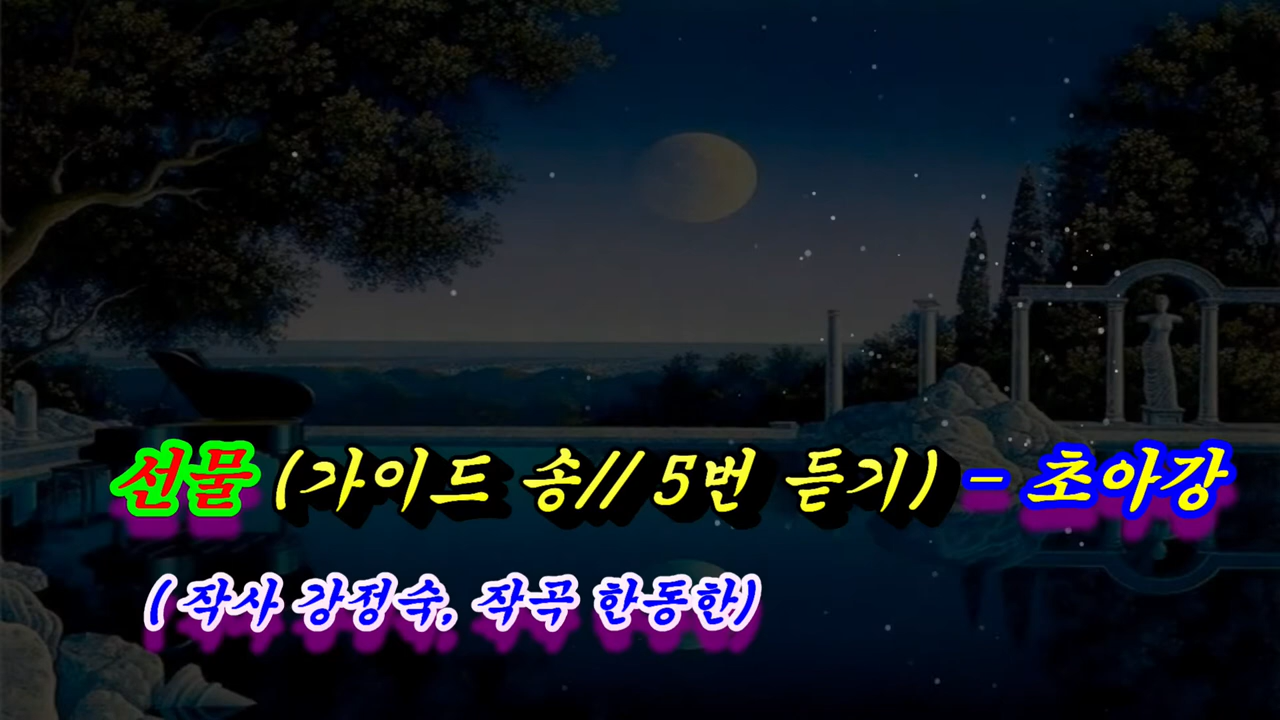 선물 (가이드 송// 5번 듣기) - 초아강
( 작사 강정숙, 작곡 한동한)